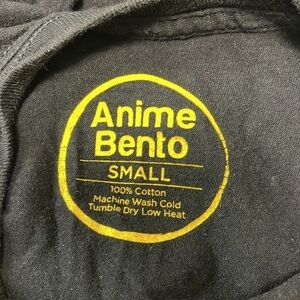 Anime
Bento
SMALL
100% Cotton
Machine Wash Cold
Tumble Dry Low Heat